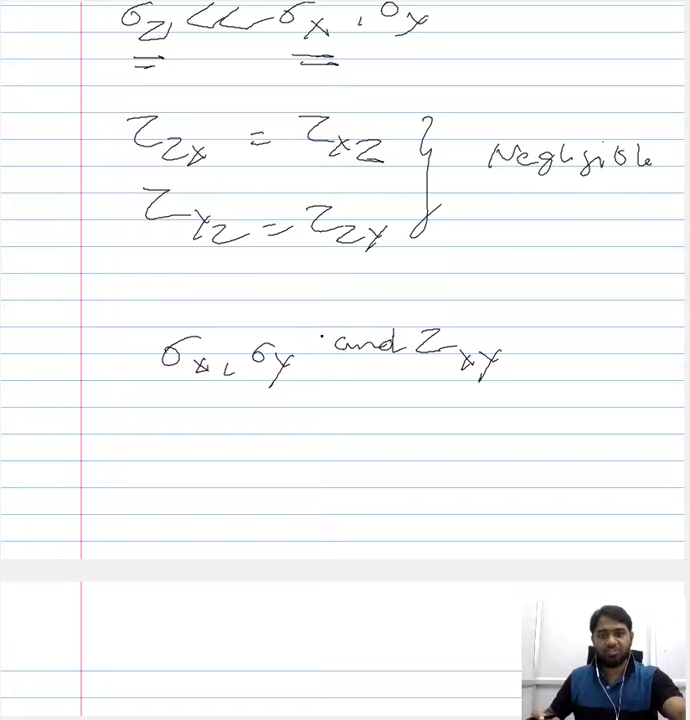 σz << σx , σy
τzx = τxz } Negligible
τyz = τzy
σx , σy and τxy